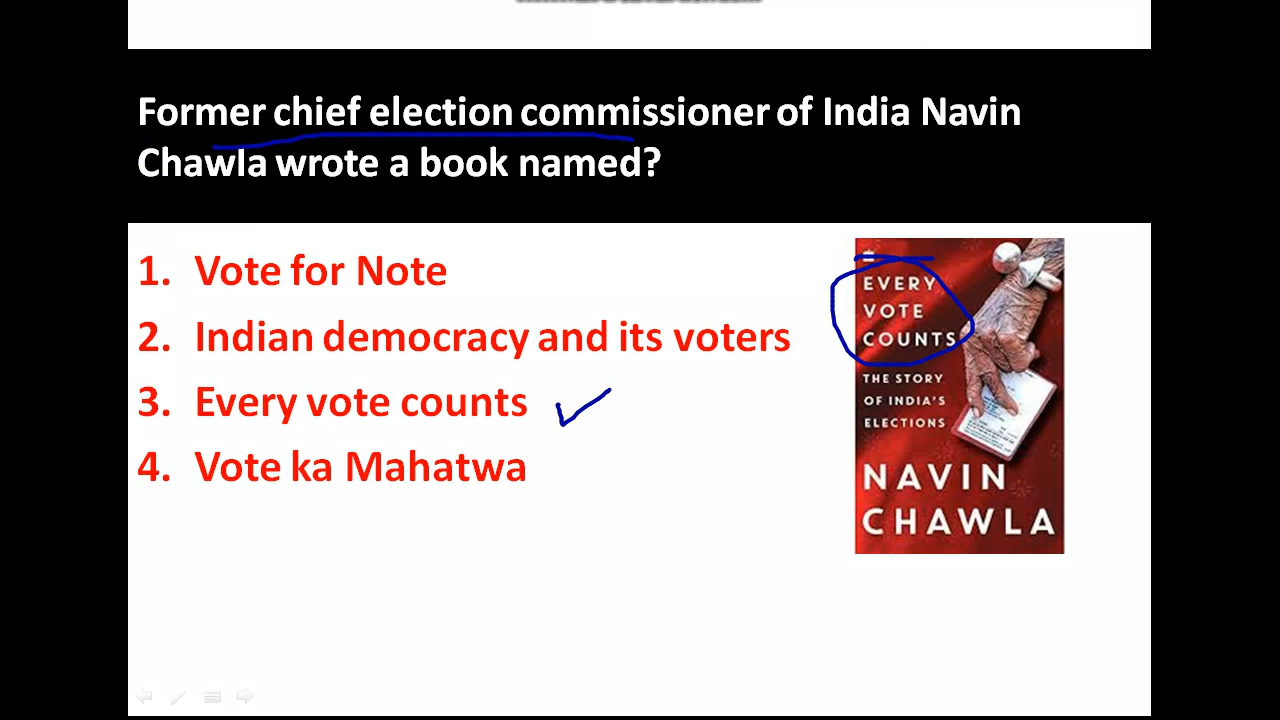 Former chief election commissioner of India Navin
Chawla wrote a book named?
1. Vote for Note
2. Indian democracy and its voters
3. Every vote counts
4. Vote ka Mahatwa
EVERY
VOTE
COUNTS
THE STORY
OF INDIA'S
ELECTIONS
NAVIN
CHAWLA